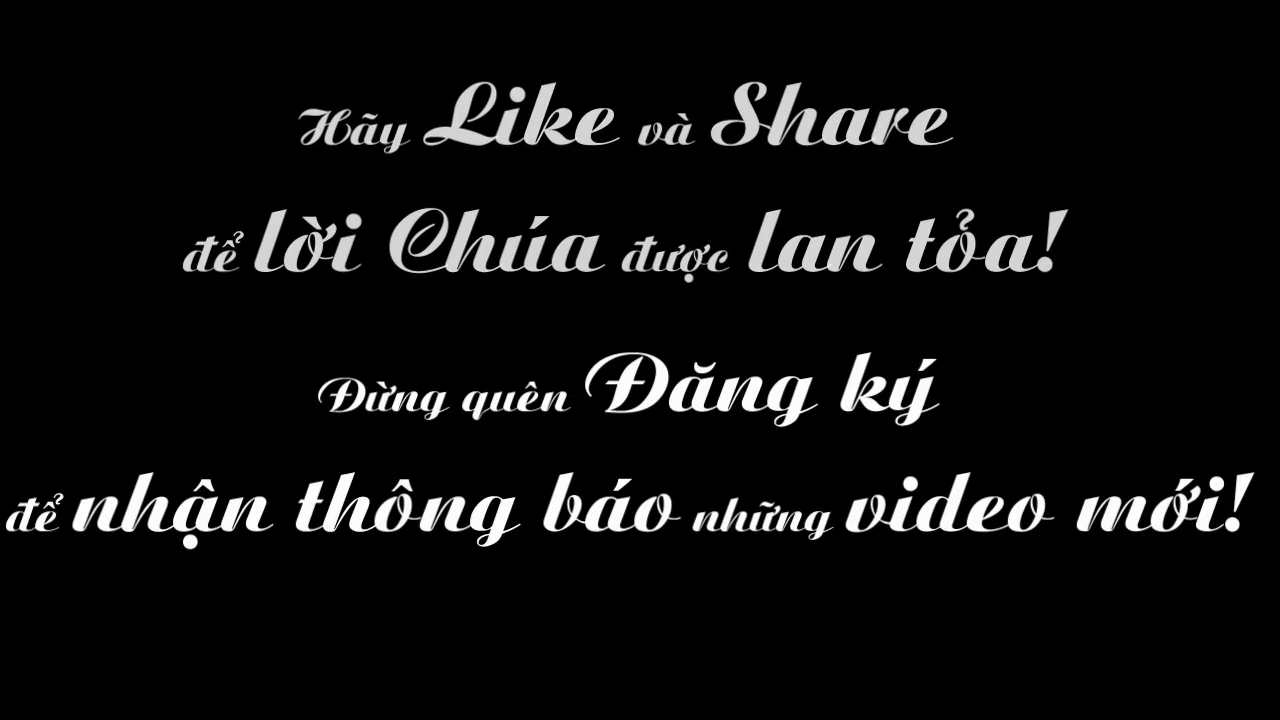 Hãy Like và Share
để lời Chúa được lan tỏa!
Đừng quên Đăng ký
để nhận thông báo những video mới!